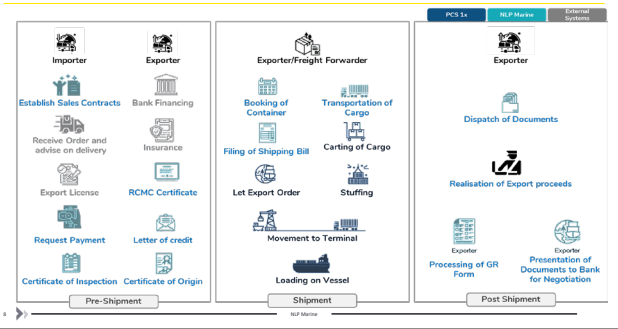 PCS 1x
NLP Marine
External
Systems
Importer
Exporter
Establish Sales Contracts
Bank Financing
Receive Order and
advise on delivery
Insurance
Export License
RCMC Certificate
Request Payment
Letter of credit
Certificate of Inspection
Certificate of Origin
Pre-Shipment
Exporter/Freight Forwarder
Booking of
Container
Transportation of
Cargo
Filing of Shipping Bill
Carting of Cargo
Let Export Order
Stuffing
Movement to Terminal
Loading on Vessel
Shipment
Exporter
Dispatch of Documents
Realisation of Export proceeds
Exporter
Processing of GR
Form
Exporter
Presentation of
Documents to Bank
for Negotiation
Post Shipment
8
NLP Marine